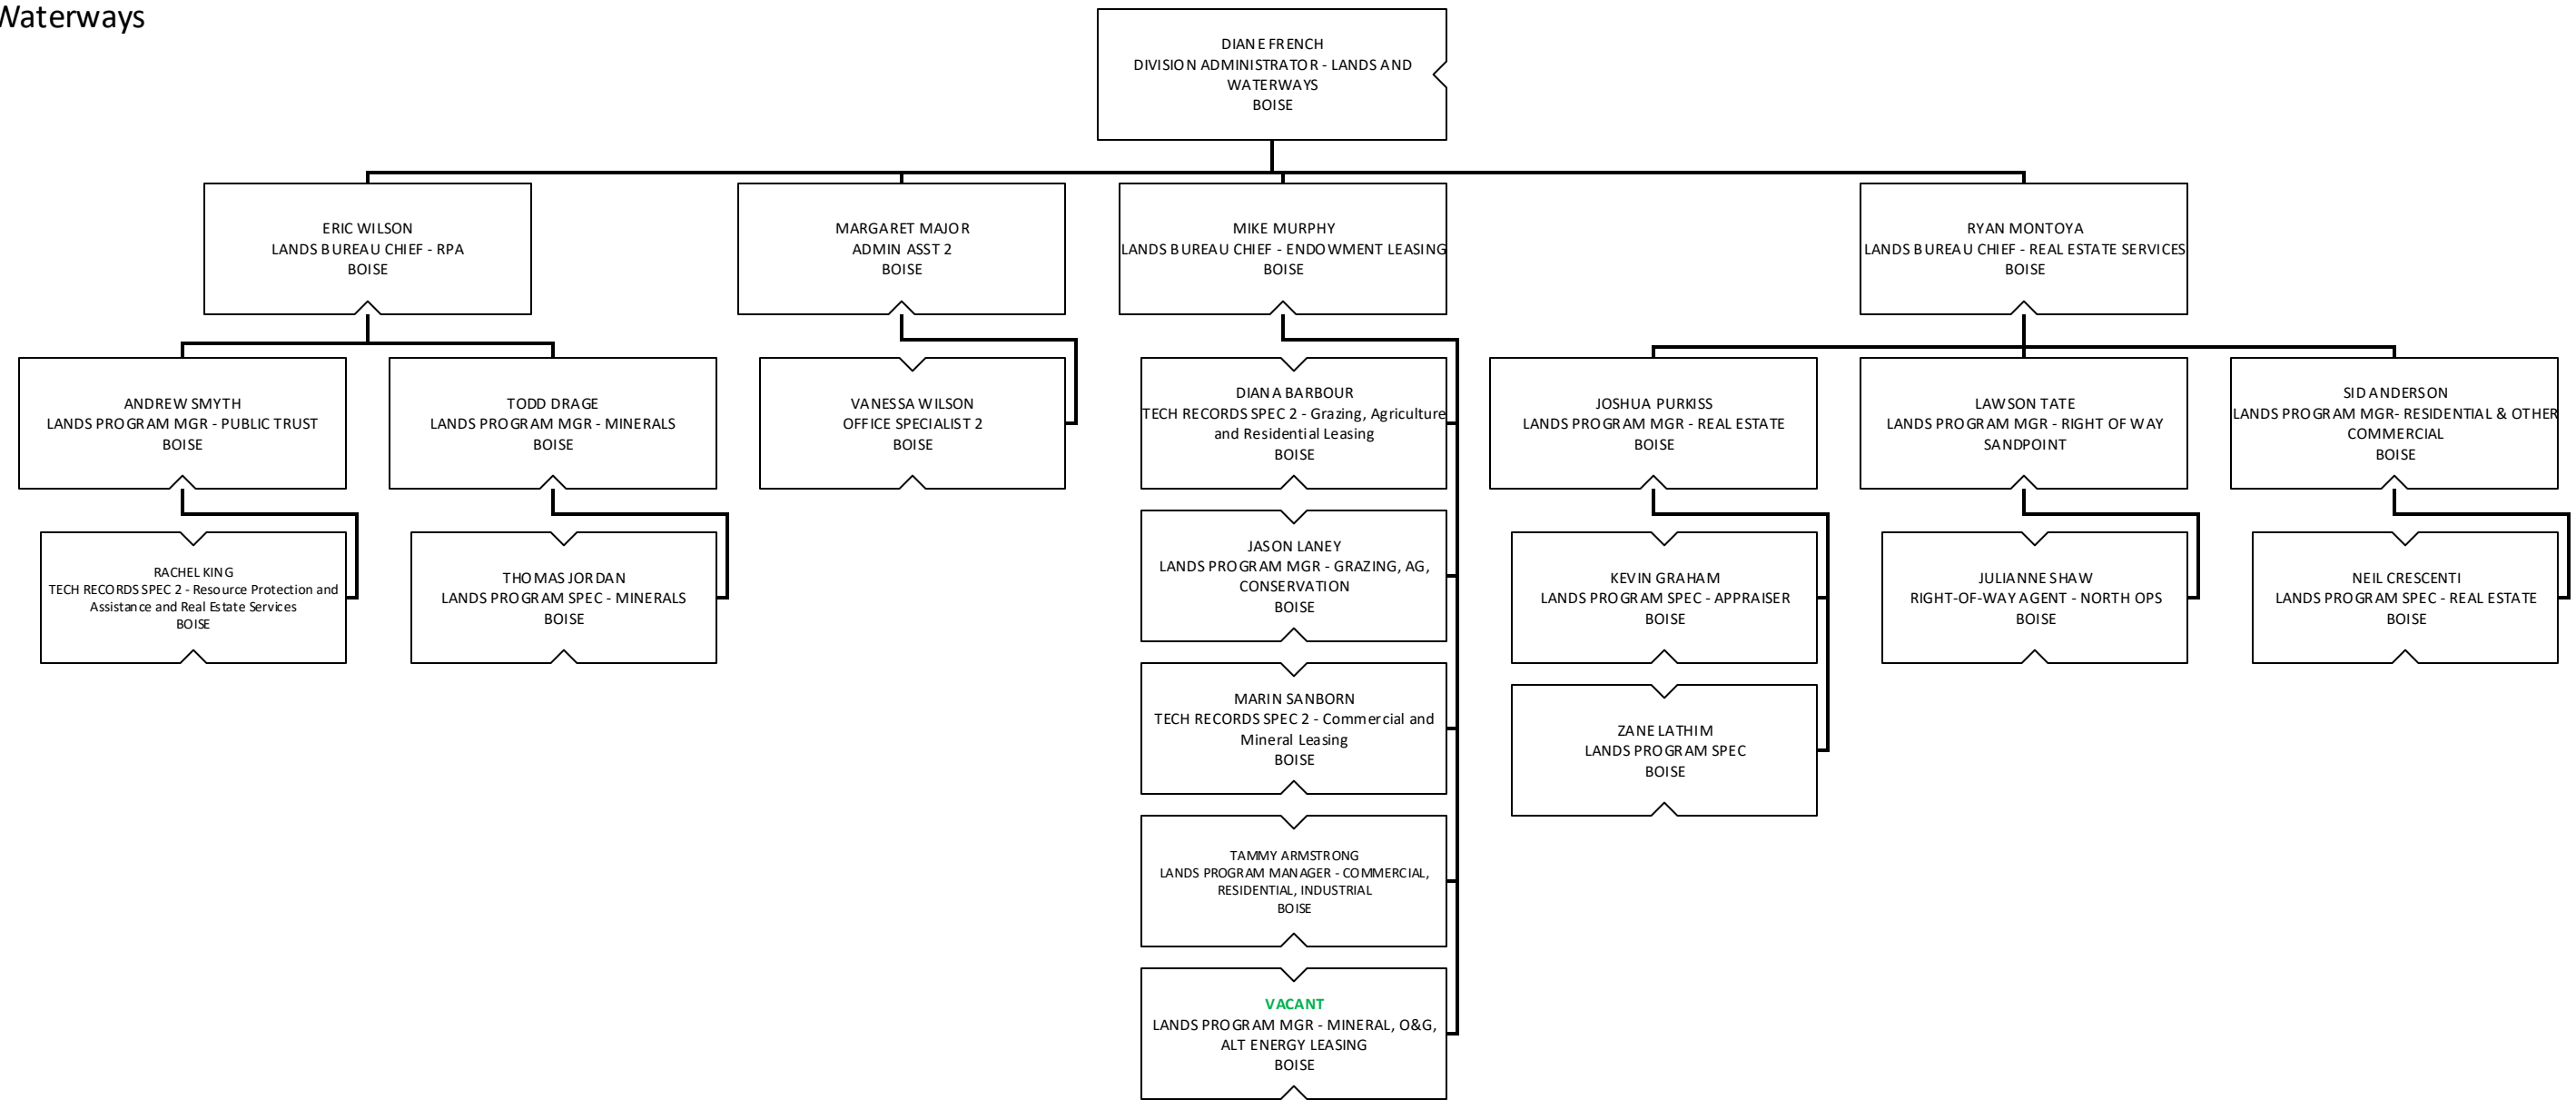 Waterways
DIANE FRENCH
DIVISION ADMINISTRATOR - LANDS AND
WATERWAYS
BOISE
ERIC WILSON
LANDS BUREAU CHIEF - RPA
BOISE
MARGARET MAJOR
ADMIN ASST 2
BOISE
MIKE MURPHY
LANDS BUREAU CHIEF - ENDOWMENT LEASING
BOISE
RYAN MONTOYA
LANDS BUREAU CHIEF - REAL ESTATE SERVICES
BOISE
ANDREW SMYTH
LANDS PROGRAM MGR - PUBLIC TRUST
BOISE
TODD DRAGE
LANDS PROGRAM MGR - MINERALS
BOISE
VANESSA WILSON
OFFICE SPECIALIST 2
BOISE
DIANA BARBOUR
TECH RECORDS SPEC 2 - Grazing, Agriculture
and Residential Leasing
BOISE
JOSHUA PURKISS
LANDS PROGRAM MGR - REAL ESTATE
BOISE
LAWSON TATE
LANDS PROGRAM MGR - RIGHT OF WAY
SANDPOINT
SID ANDERSON
LANDS PROGRAM MGR- RESIDENTIAL & OTHER
COMMERCIAL
BOISE
RACHEL KING
TECH RECORDS SPEC 2 - Resource Protection and
Assistance and Real Estate Services
BOISE
THOMAS JORDAN
LANDS PROGRAM SPEC - MINERALS
BOISE
JASON LANEY
LANDS PROGRAM MGR - GRAZING, AG,
CONSERVATION
BOISE
KEVIN GRAHAM
LANDS PROGRAM SPEC - APPRAISER
BOISE
JULIANNE SHAW
RIGHT-OF-WAY AGENT - NORTH OPS
BOISE
NEIL CRESCENTI
LANDS PROGRAM SPEC - REAL ESTATE
BOISE
MARIN SANBORN
TECH RECORDS SPEC 2 - Commercial and
Mineral Leasing
BOISE
ZANE LATHIM
LANDS PROGRAM SPEC
BOISE
TAMMY ARMSTRONG
LANDS PROGRAM MANAGER - COMMERCIAL,
RESIDENTIAL, INDUSTRIAL
BOISE
VACANT
LANDS PROGRAM MGR - MINERAL, O&G,
ALT ENERGY LEASING
BOISE